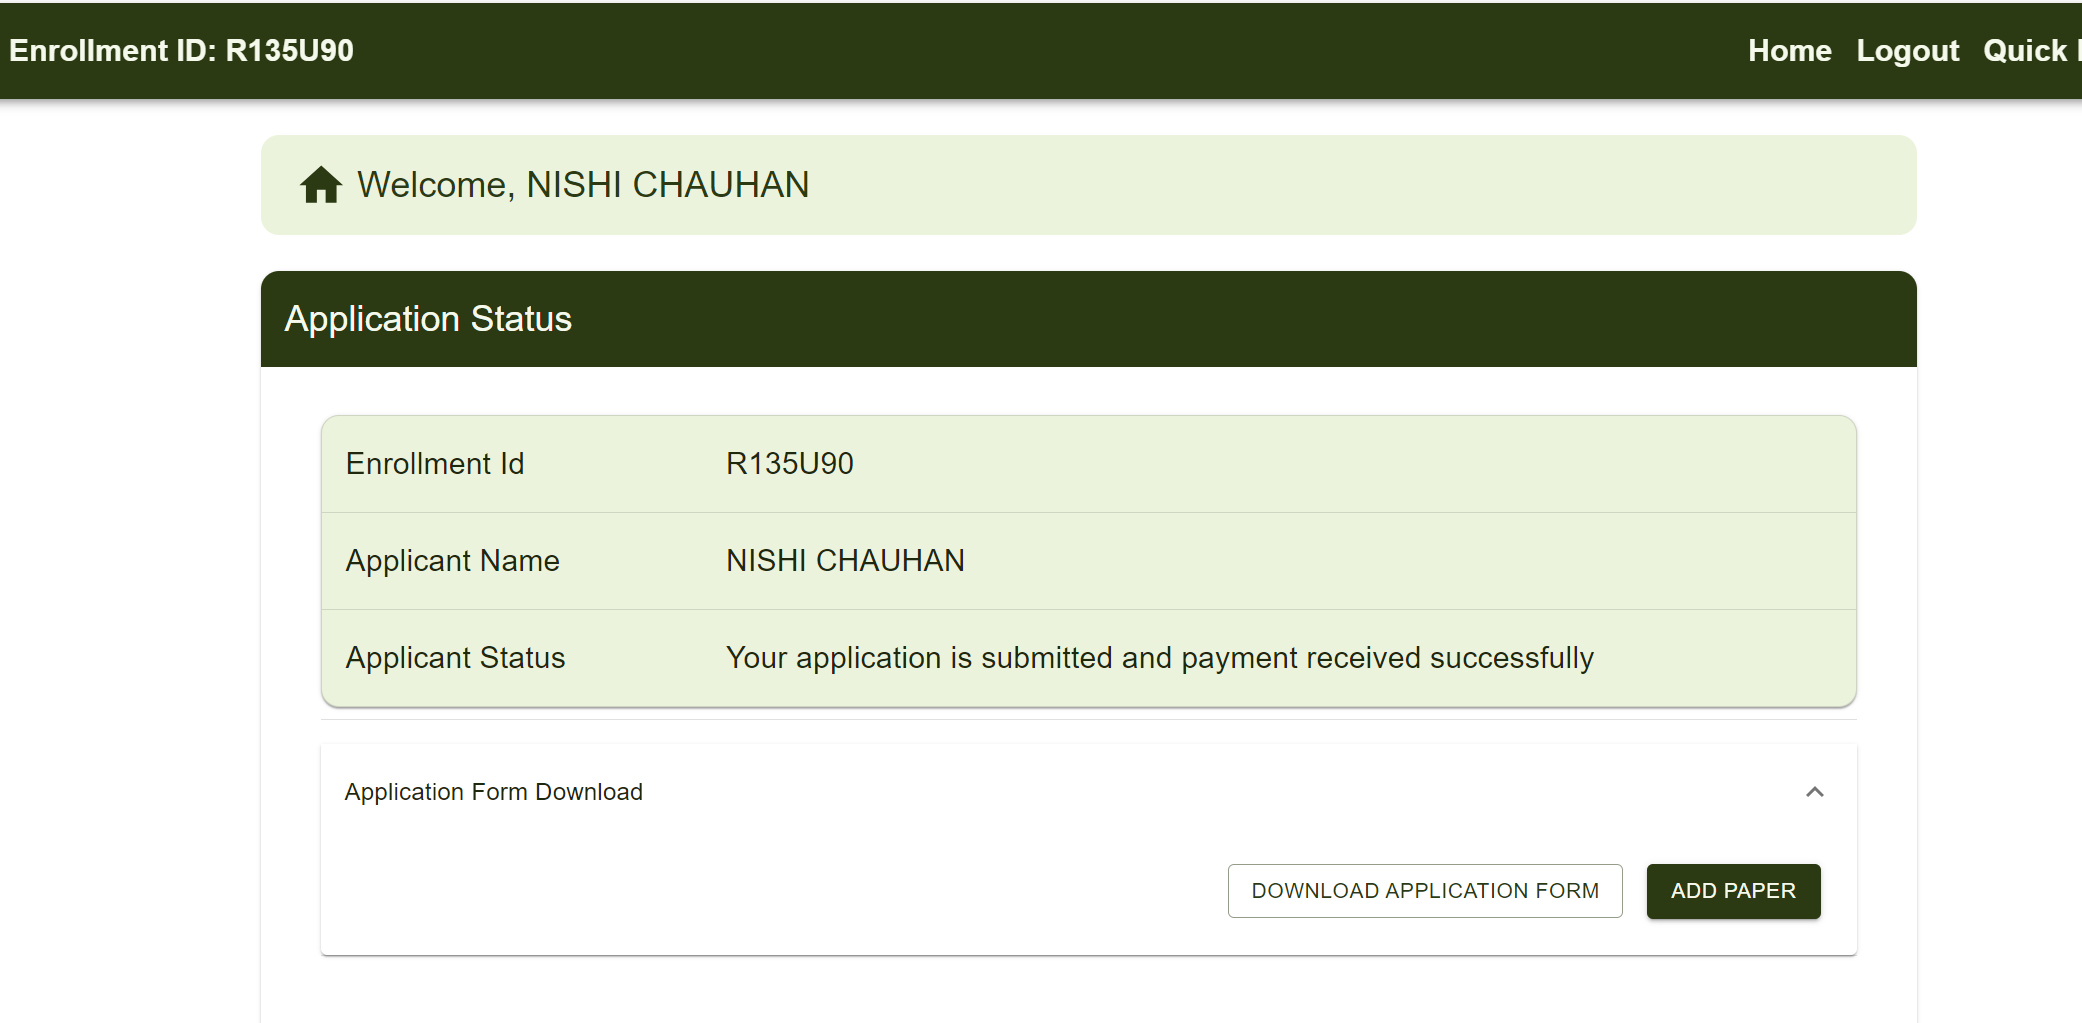 Enrollment ID: R135U90
Home Logout Quick
Welcome, NISHI CHAUHAN
Application Status
Enrollment Id R135U90
Applicant Name NISHI CHAUHAN
Applicant Status Your application is submitted and payment received successfully
Application Form Download
DOWNLOAD APPLICATION FORM ADD PAPER